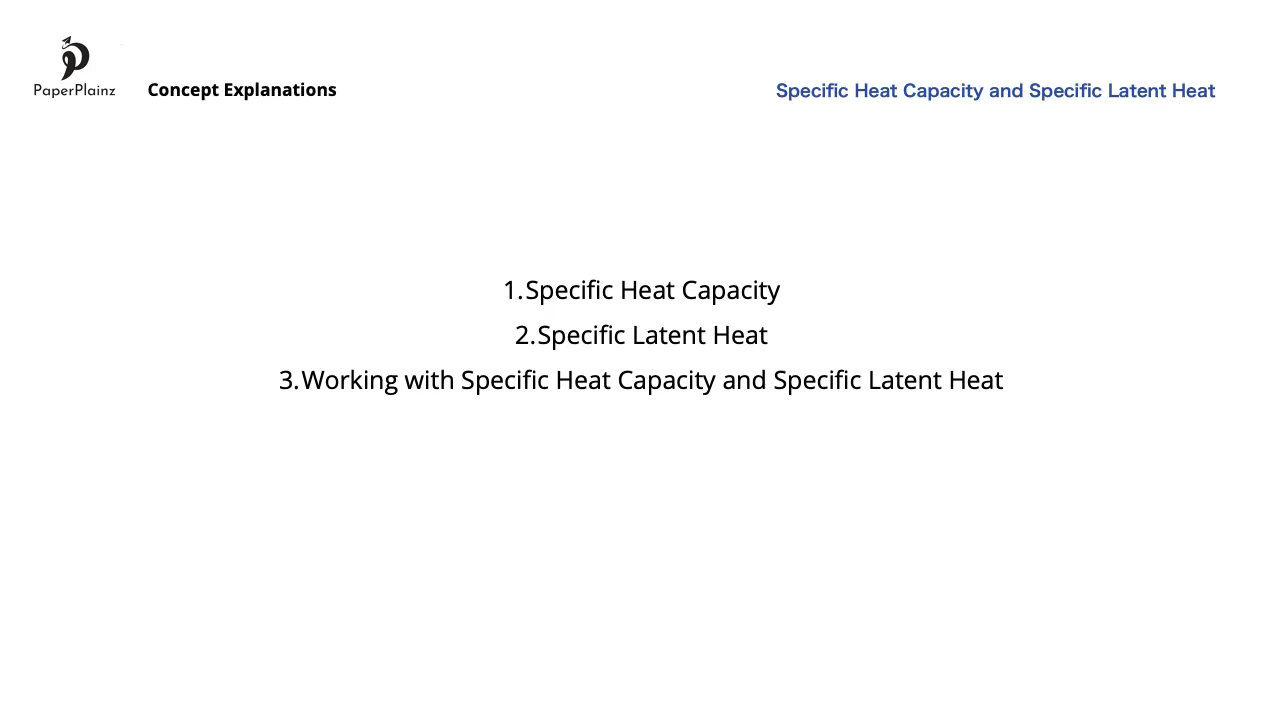 PaperPlainz
Concept Explanations
Specific Heat Capacity and Specific Latent Heat
1.Specific Heat Capacity
2.Specific Latent Heat
3.Working with Specific Heat Capacity and Specific Latent Heat